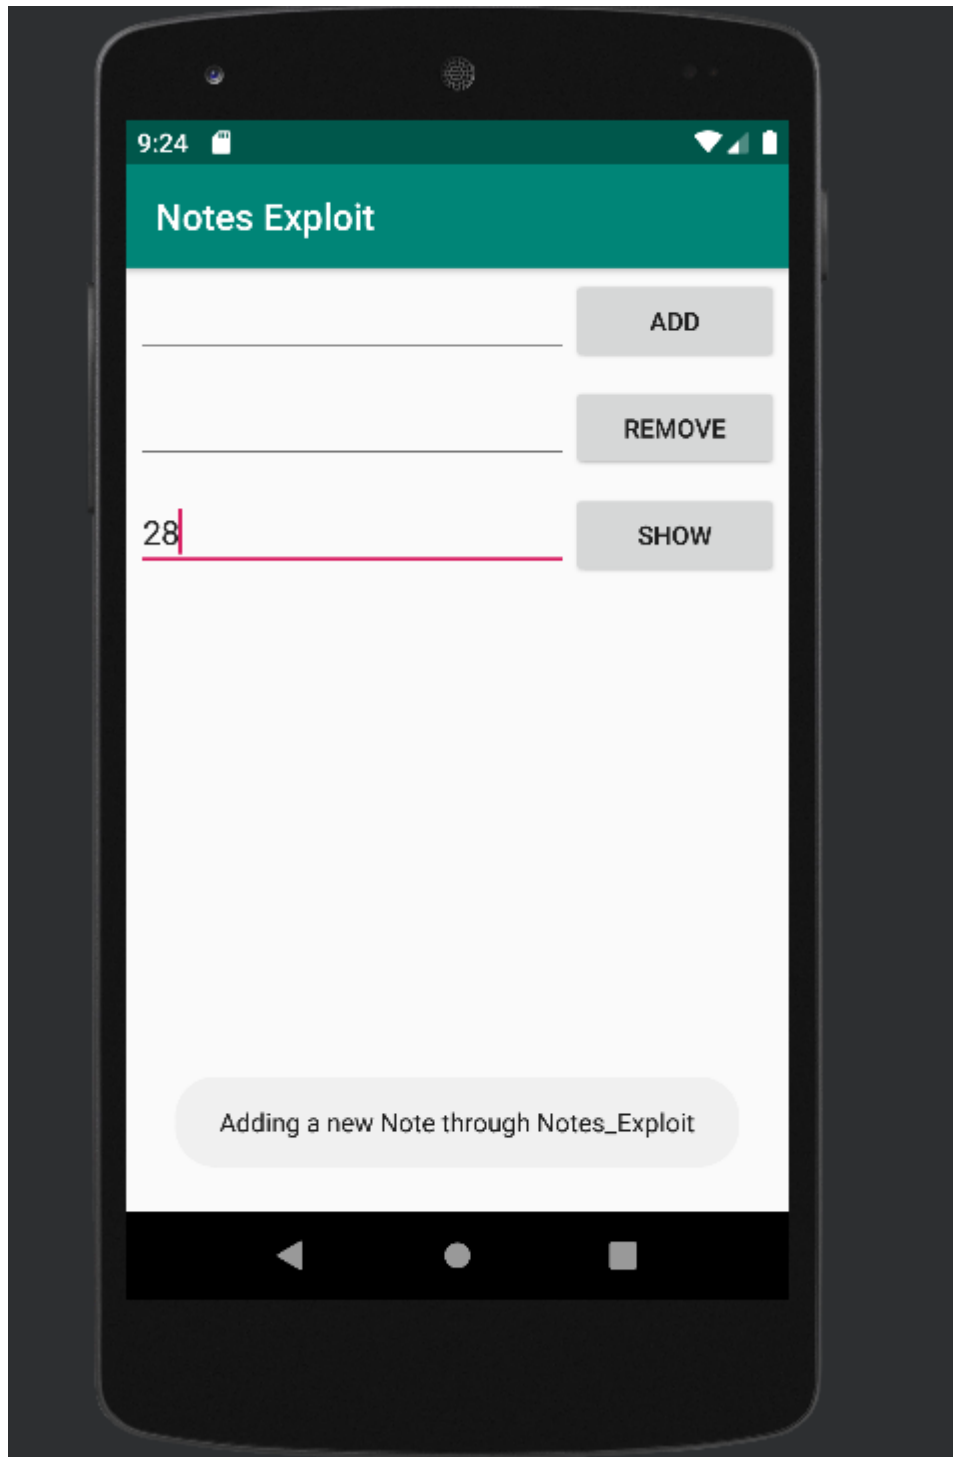 9:24
Notes Exploit
ADD
REMOVE
28
SHOW
Adding a new Note through Notes_Exploit